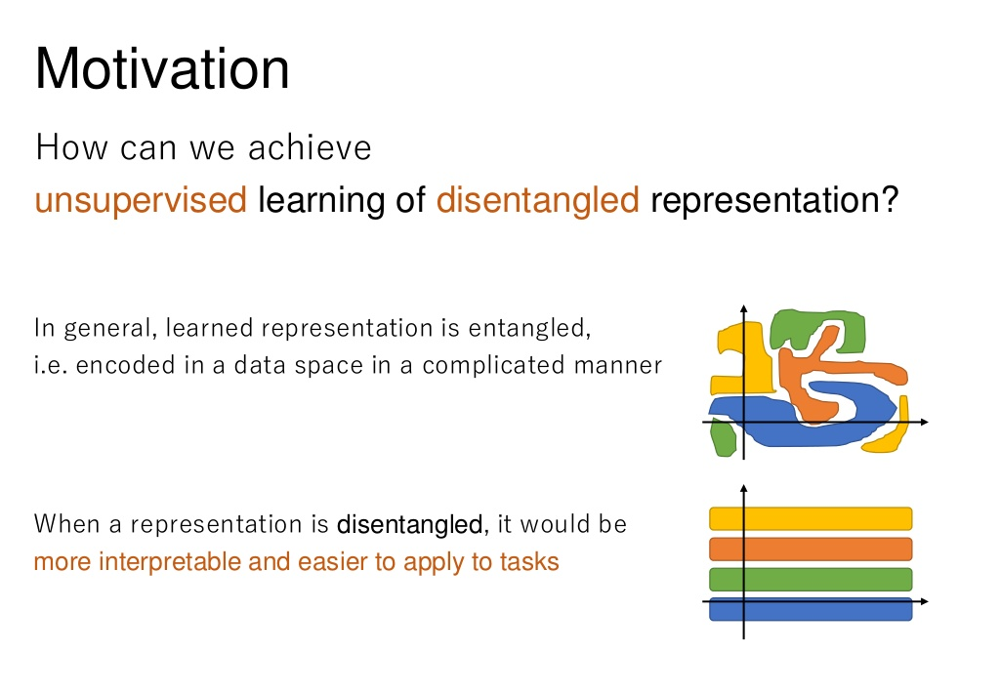 Motivation
How can we achieve
unsupervised learning of disentangled representation?
In general, learned representation is entangled,
i.e. encoded in a data space in a complicated manner
When a representation is disentangled, it would be
more interpretable and easier to apply to tasks